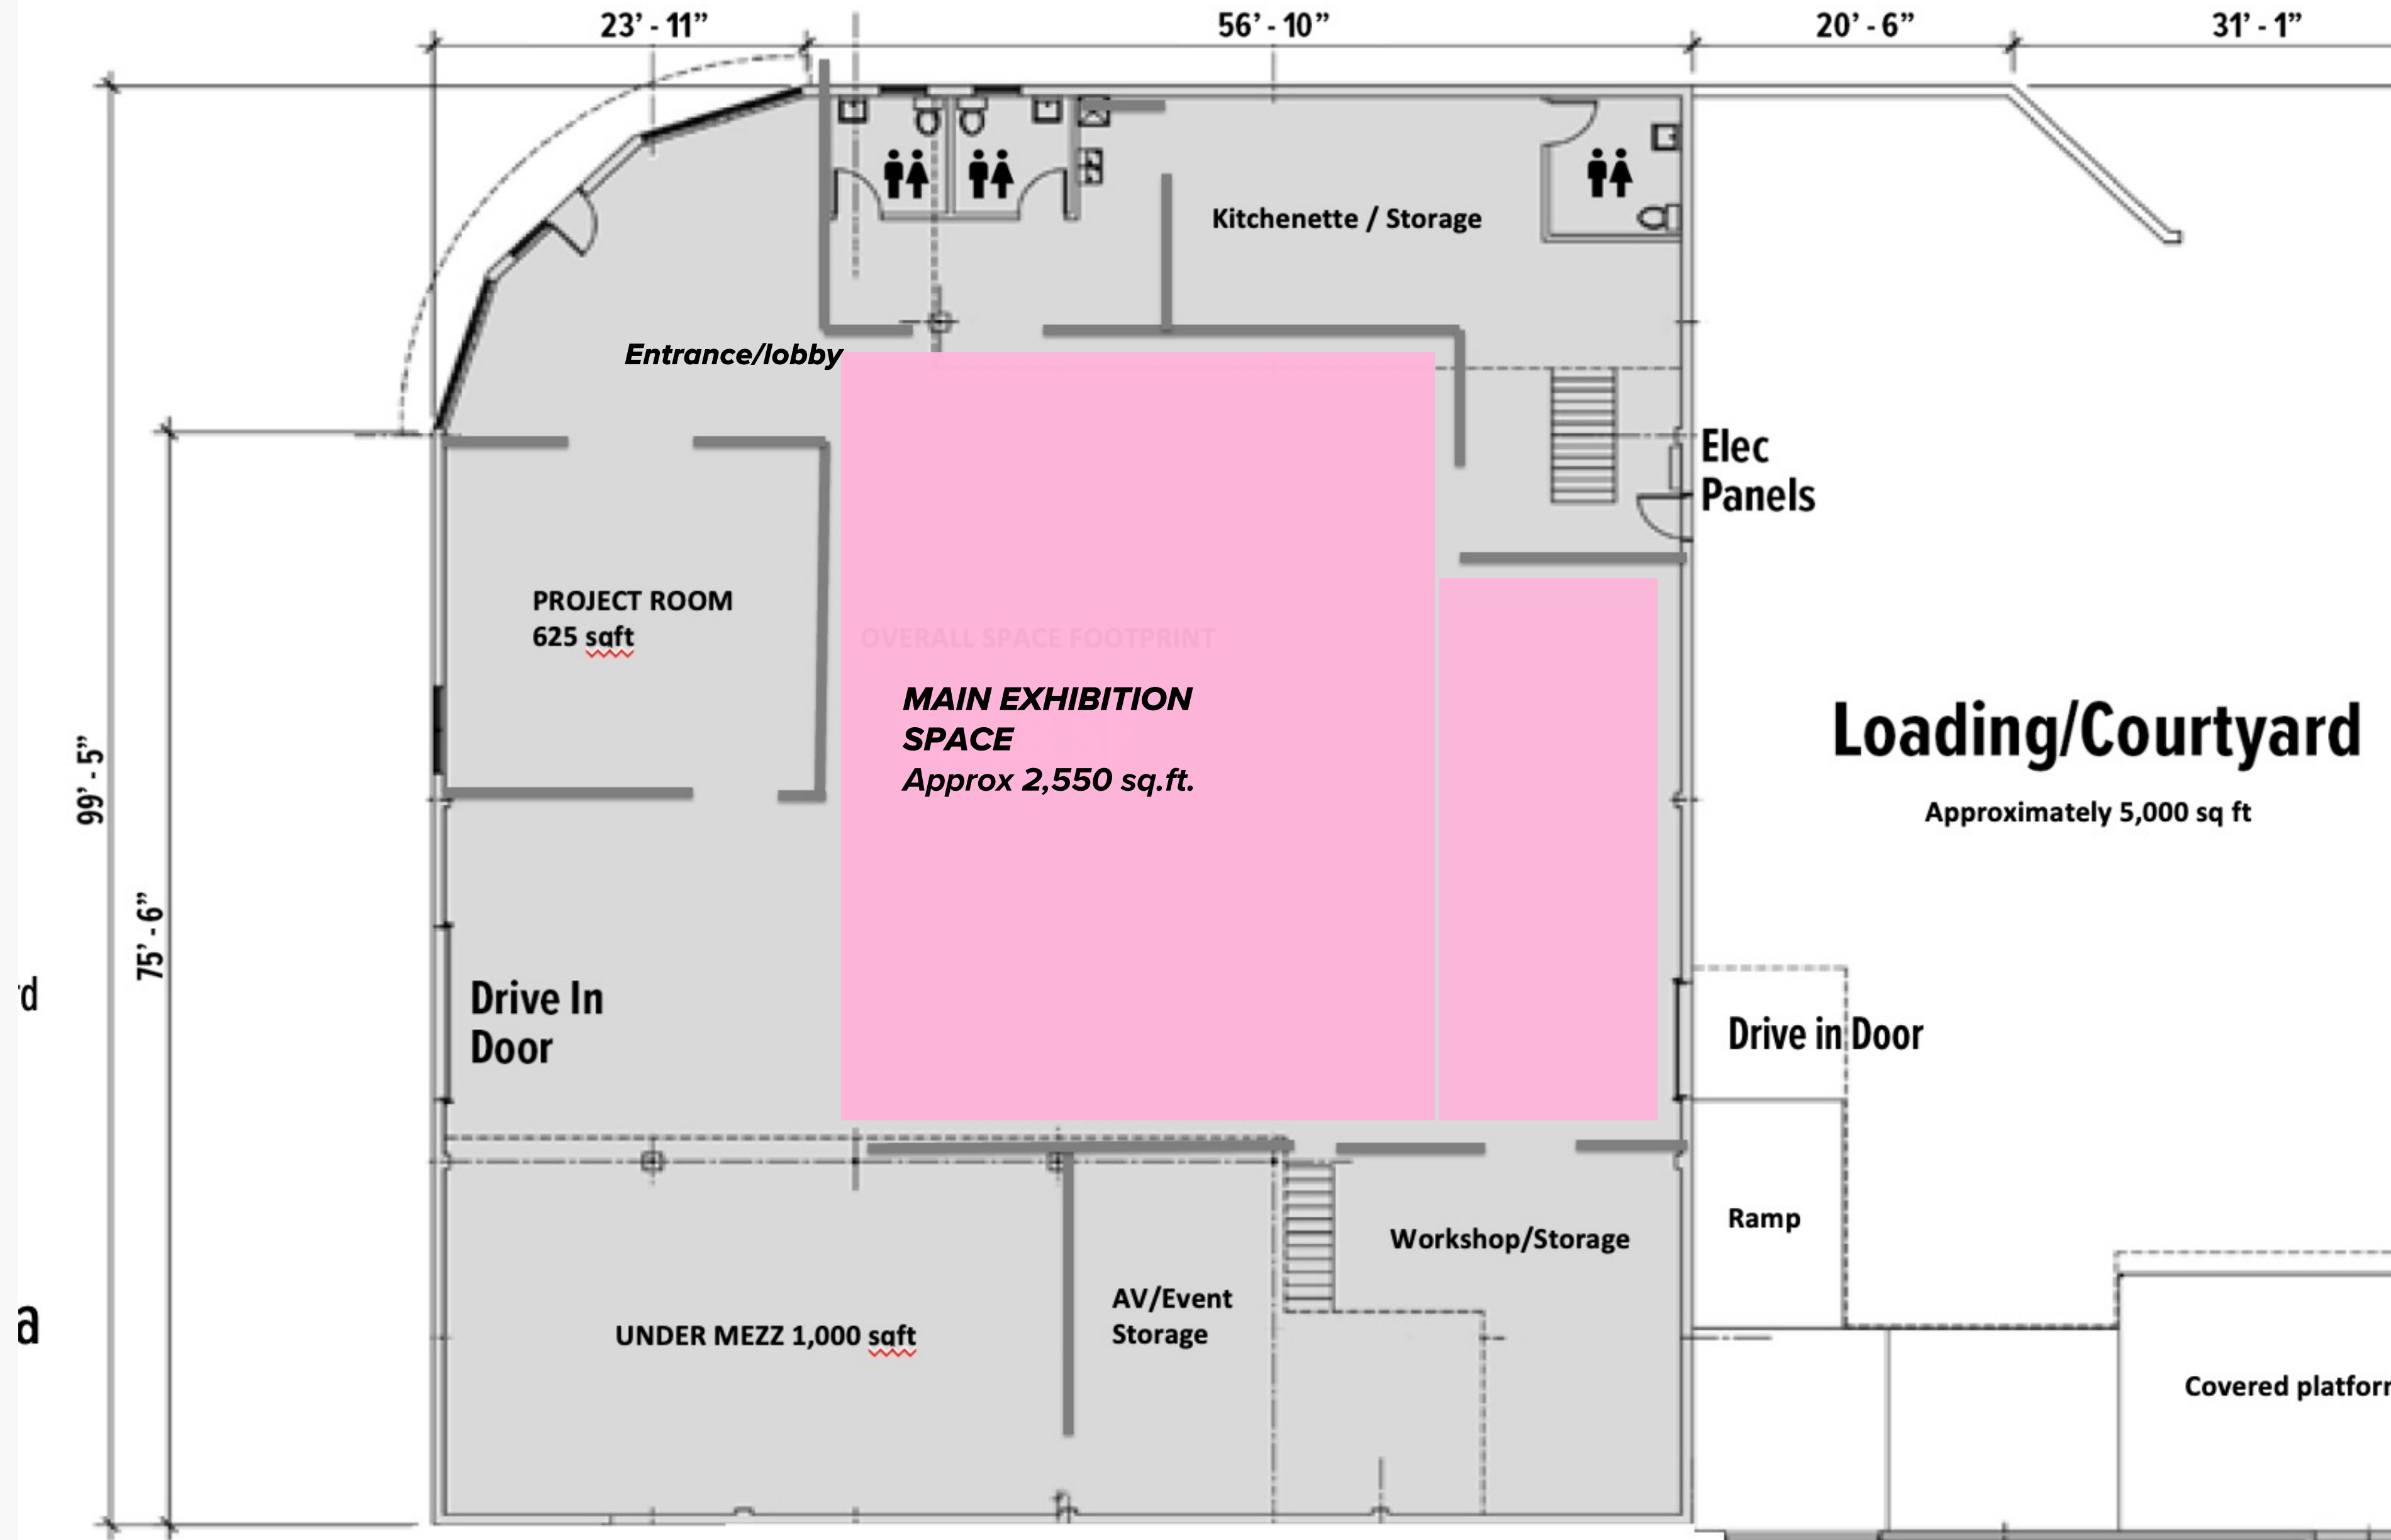 23' - 11”
56' - 10”
20' - 6”
31' - 1”
Kitchenette / Storage
Entrance/lobby
Elec
Panels
PROJECT ROOM
625 sqft
OVERALL SPACE FOOTPRINT
MAIN EXHIBITION
SPACE
Approx 2,550 sq.ft.
Loading/Courtyard
Approximately 5,000 sq ft
99' - 5”
75' - 6”
Drive In
Door
Drive in Door
Ramp
Workshop/Storage
AV/Event
Storage
UNDER MEZZ 1,000 sqft
Covered platfor